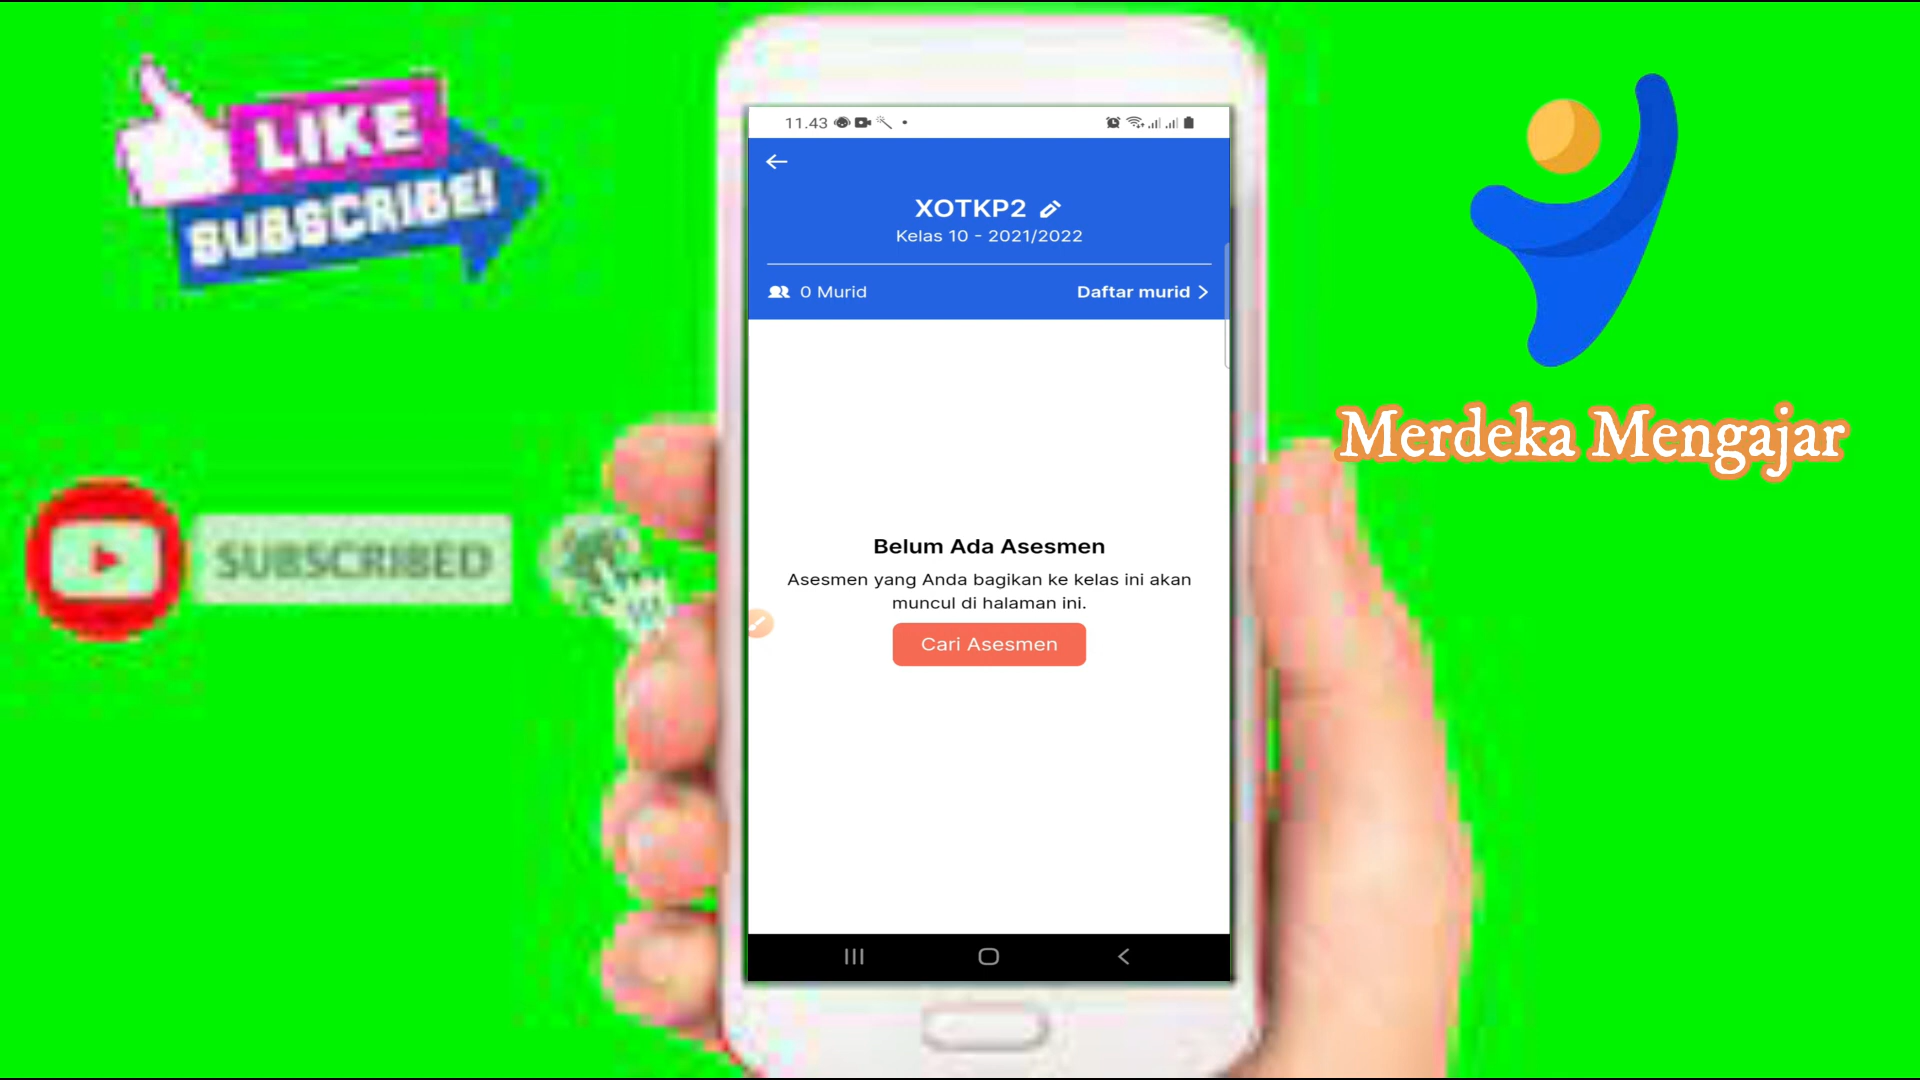 LIKE
SUBSCRIBE!
SUBSCRIBED
11.43
XOTKP2
Kelas 10 - 2021/2022
0 Murid
Daftar murid
Belum Ada Asesmen
Asesmen yang Anda bagikan ke kelas ini akan
muncul di halaman ini.
Cari Asesmen
Merdeka Mengajar